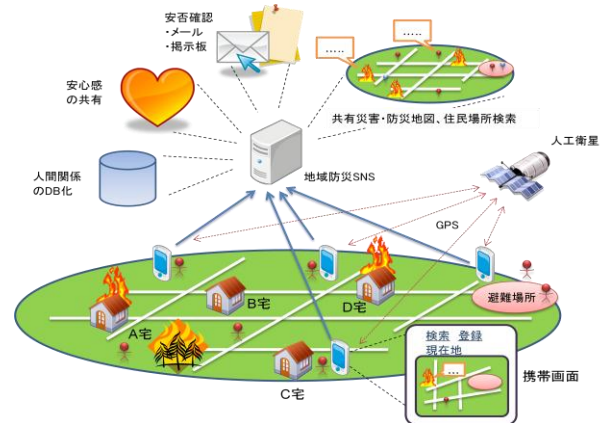 安否確認
・メール
・掲示板
.....
.....
安心感
の共有
共有災害・防災地図、住民場所検索
人工衛星
地域防災SNS
人間関係
のDB化
GPS
避難場所
B宅
D宅
A宅
C宅
検索 登録
現在地
...
携帯画面